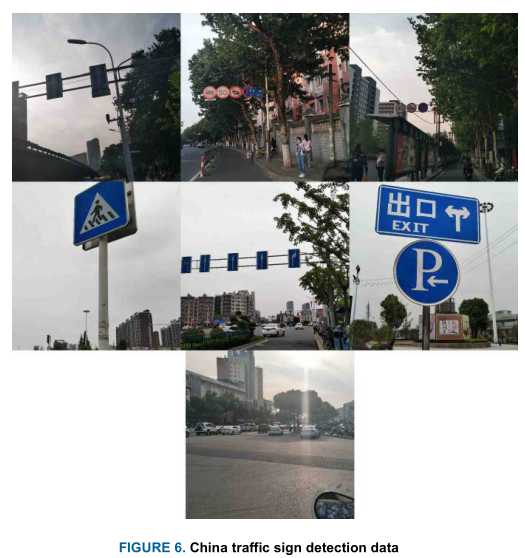 出口
EXIT
P
FIGURE 6. China traffic sign detection data